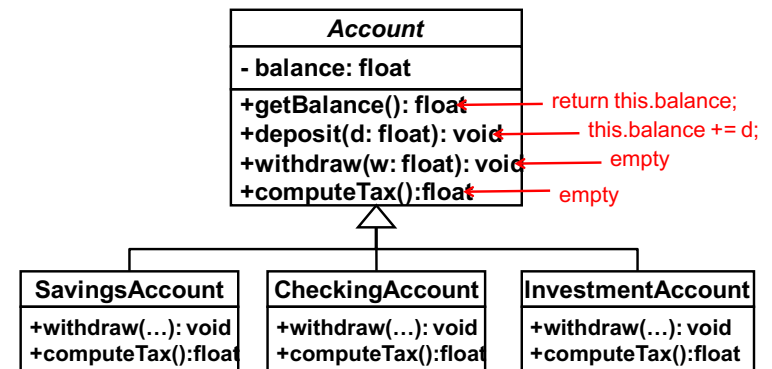 Account
- balance: float
+getBalance(): float
return this.balance;
+deposit(d: float): void
this.balance += d;
+withdraw(w: float): void
empty
+computeTax():float
empty
SavingsAccount
+withdraw(…): void
+computeTax():float
CheckingAccount
+withdraw(…): void
+computeTax():float
InvestmentAccount
+withdraw(…): void
+computeTax():float